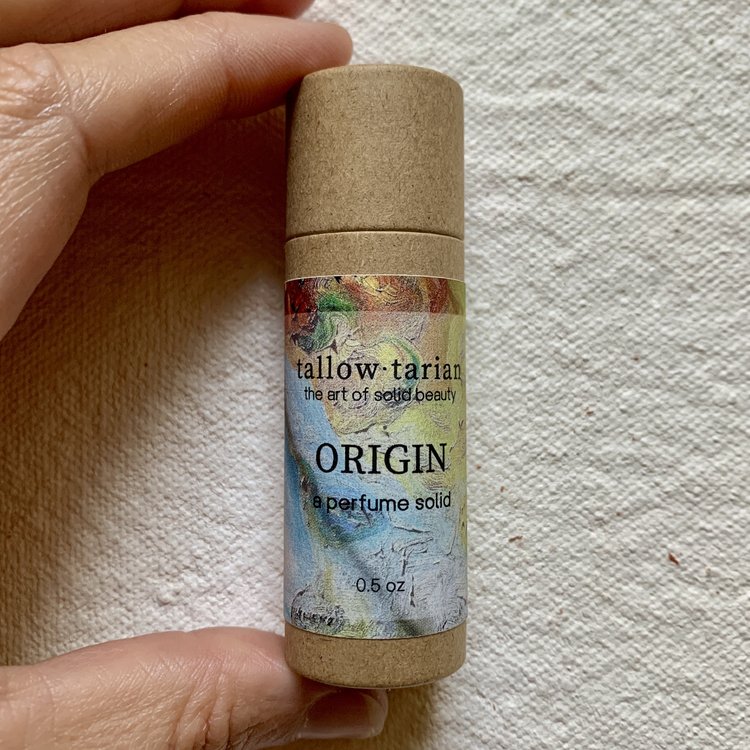 tallow·tarian
the art of solid beauty
ORIGIN
a perfume solid
0.5 oz